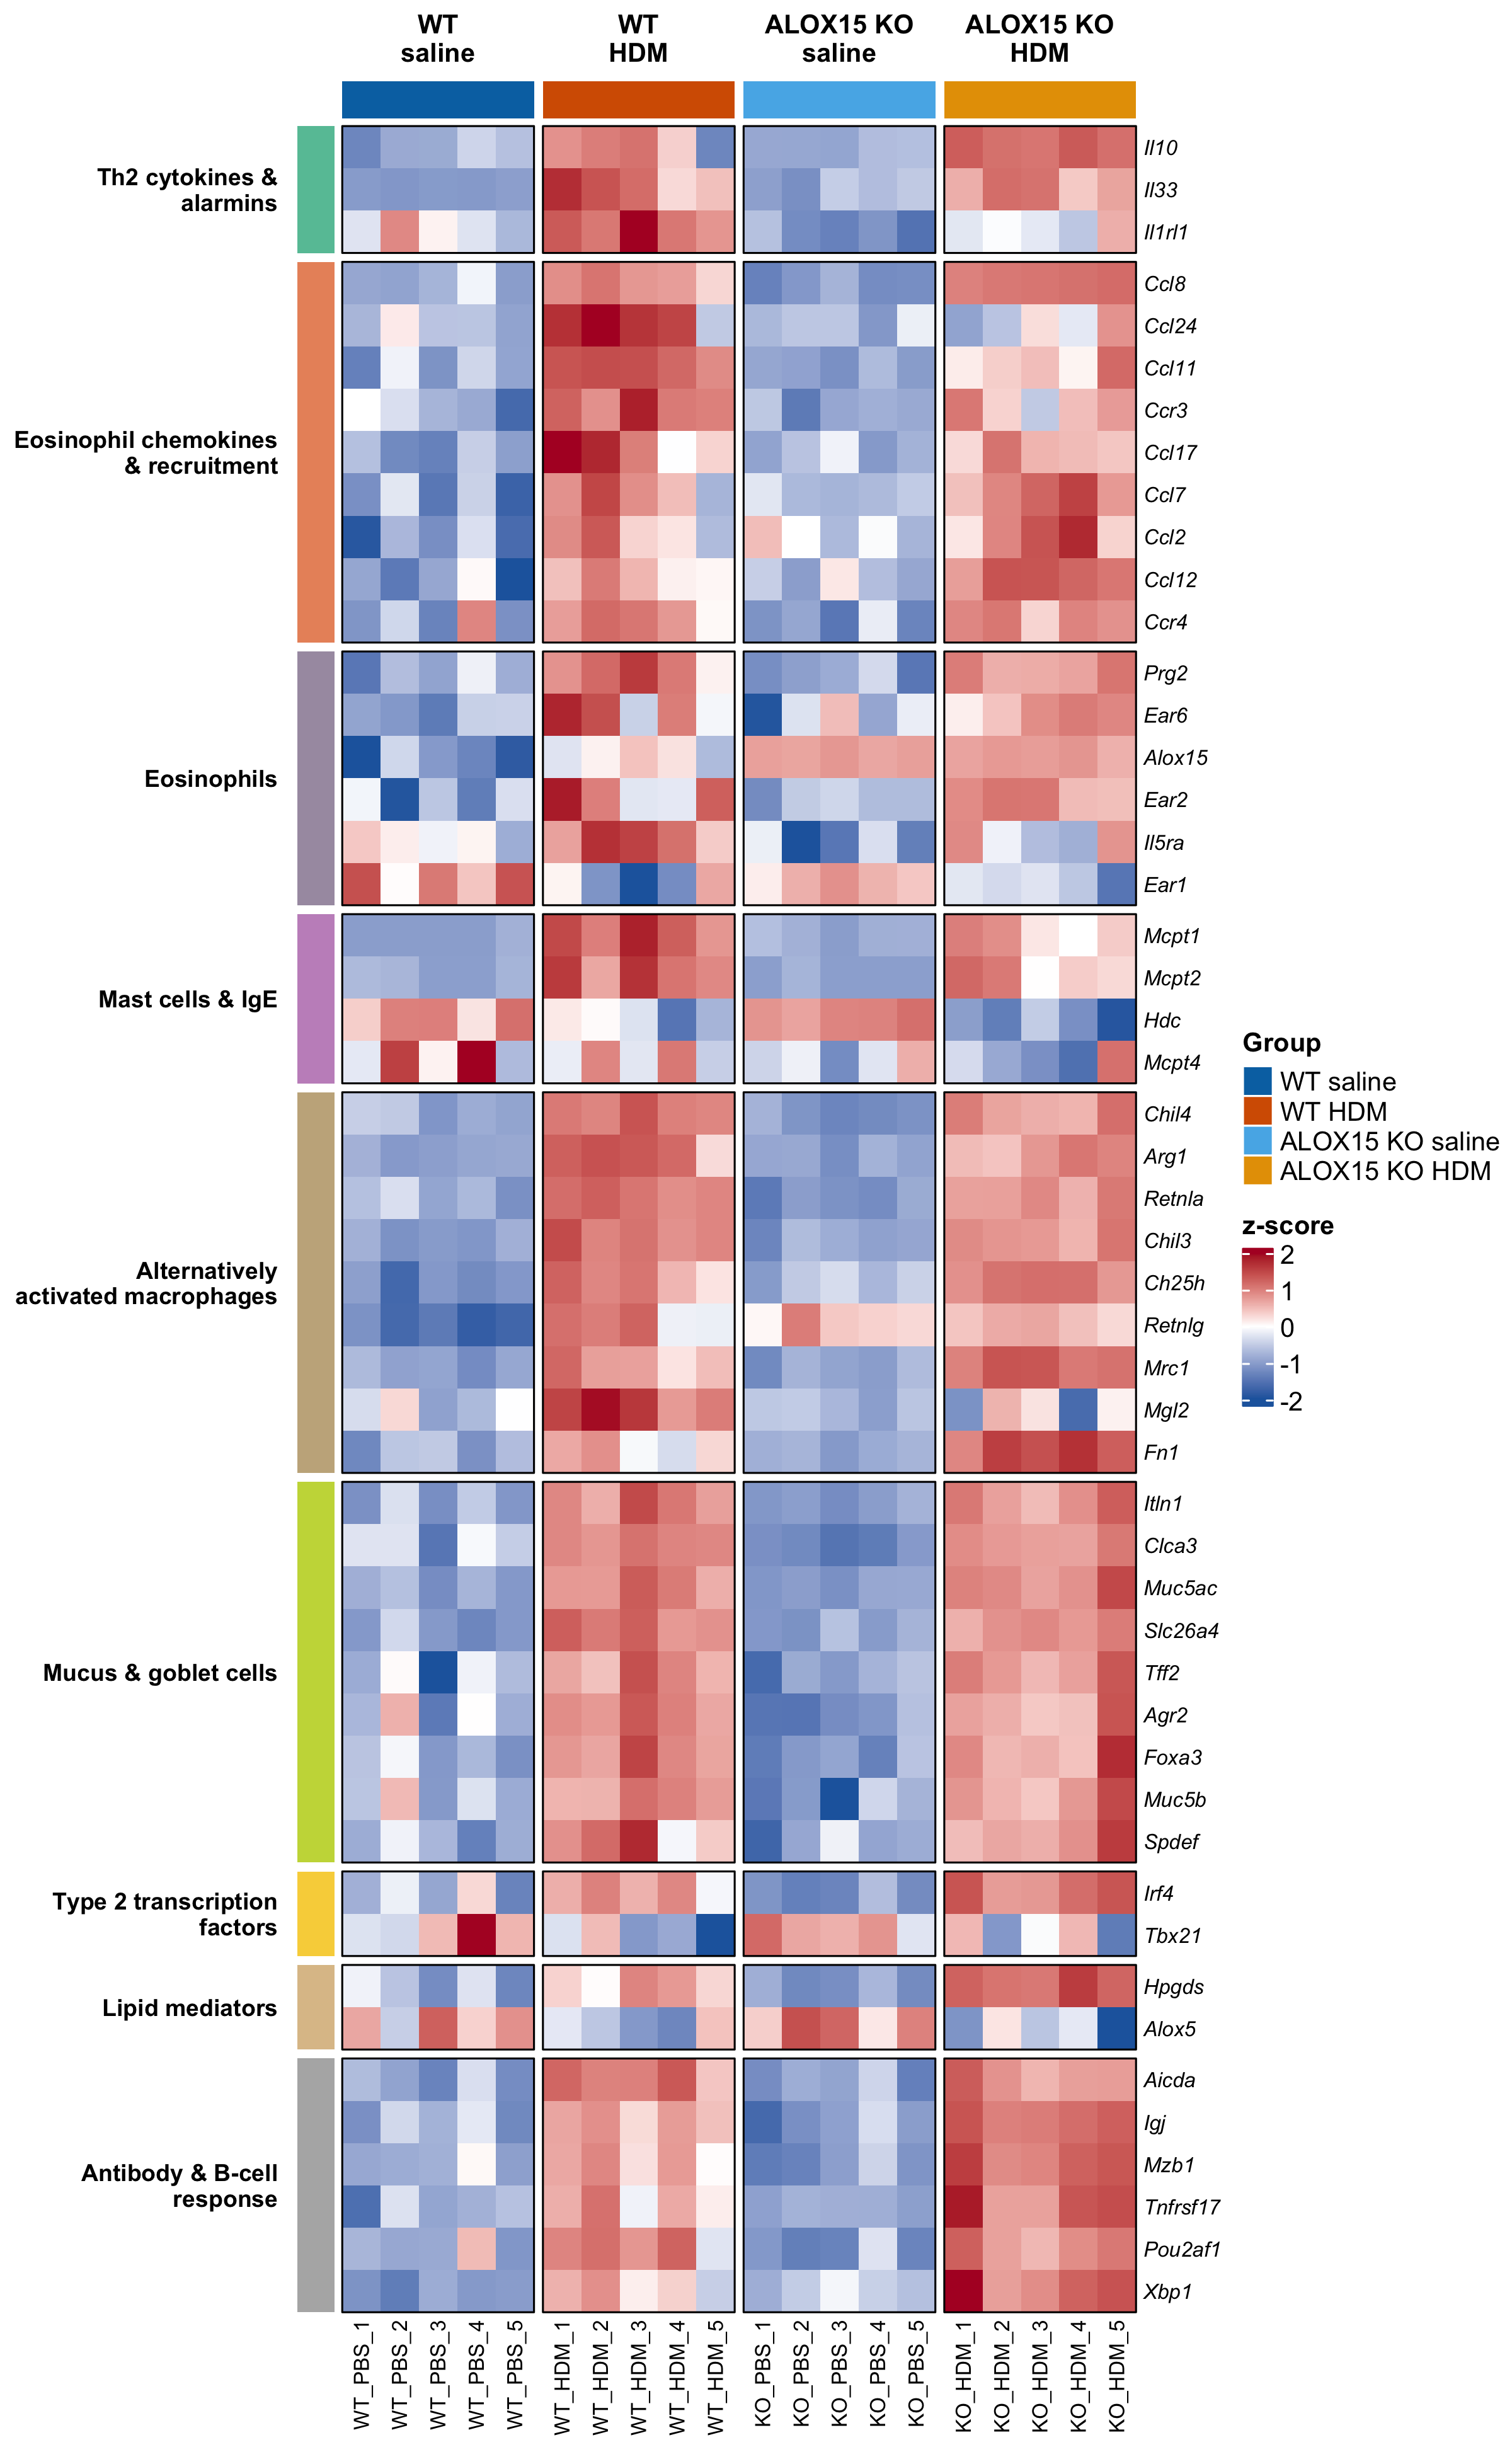 WT
saline
WT
HDM
ALOX15 KO
saline
ALOX15 KO
HDM
Th2 cytokines &
alarmins
Il10
Il33
Il1rl1
Eosinophil chemokines
& recruitment
Ccl8
Ccl24
Ccl11
Ccr3
Ccl17
Ccl7
Ccl2
Ccl12
Ccr4
Eosinophils
Prg2
Ear6
Alox15
Ear2
Il5ra
Ear1
Mast cells & IgE
Mcpt1
Mcpt2
Hdc
Mcpt4
Alternatively
activated macrophages
Chil4
Arg1
Retnla
Chil3
Ch25h
Retnlg
Mrc1
Mgl2
Fn1
Mucus & goblet cells
Itln1
Clca3
Muc5ac
Slc26a4
Tff2
Agr2
Foxa3
Muc5b
Spdef
Type 2 transcription
factors
Irf4
Tbx21
Lipid mediators
Hpgds
Alox5
Antibody & B-cell
response
Aicda
Igj
Mzb1
Tnfrsf17
Pou2af1
Xbp1
WT_PBS_1
WT_PBS_2
WT_PBS_3
WT_PBS_4
WT_PBS_5
WT_HDM_1
WT_HDM_2
WT_HDM_3
WT_HDM_4
WT_HDM_5
KO_PBS_1
KO_PBS_2
KO_PBS_3
KO_PBS_4
KO_PBS_5
KO_HDM_1
KO_HDM_2
KO_HDM_3
KO_HDM_4
KO_HDM_5
Group
WT saline
WT HDM
ALOX15 KO saline
ALOX15 KO HDM
z-score
2
1
0
-1
-2